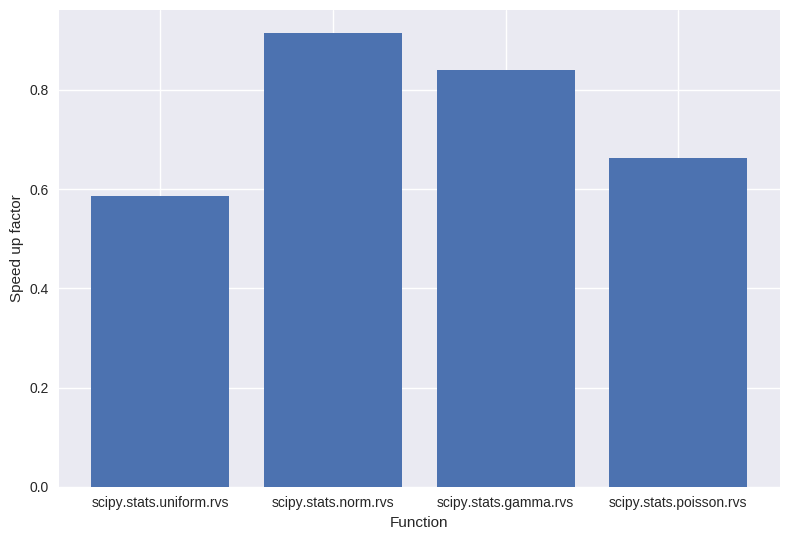 Speed up factor
0.8
0.6
0.4
0.2
0.0
scipy.stats.uniform.rvs scipy.stats.norm.rvs scipy.stats.gamma.rvs scipy.stats.poisson.rvs
Function